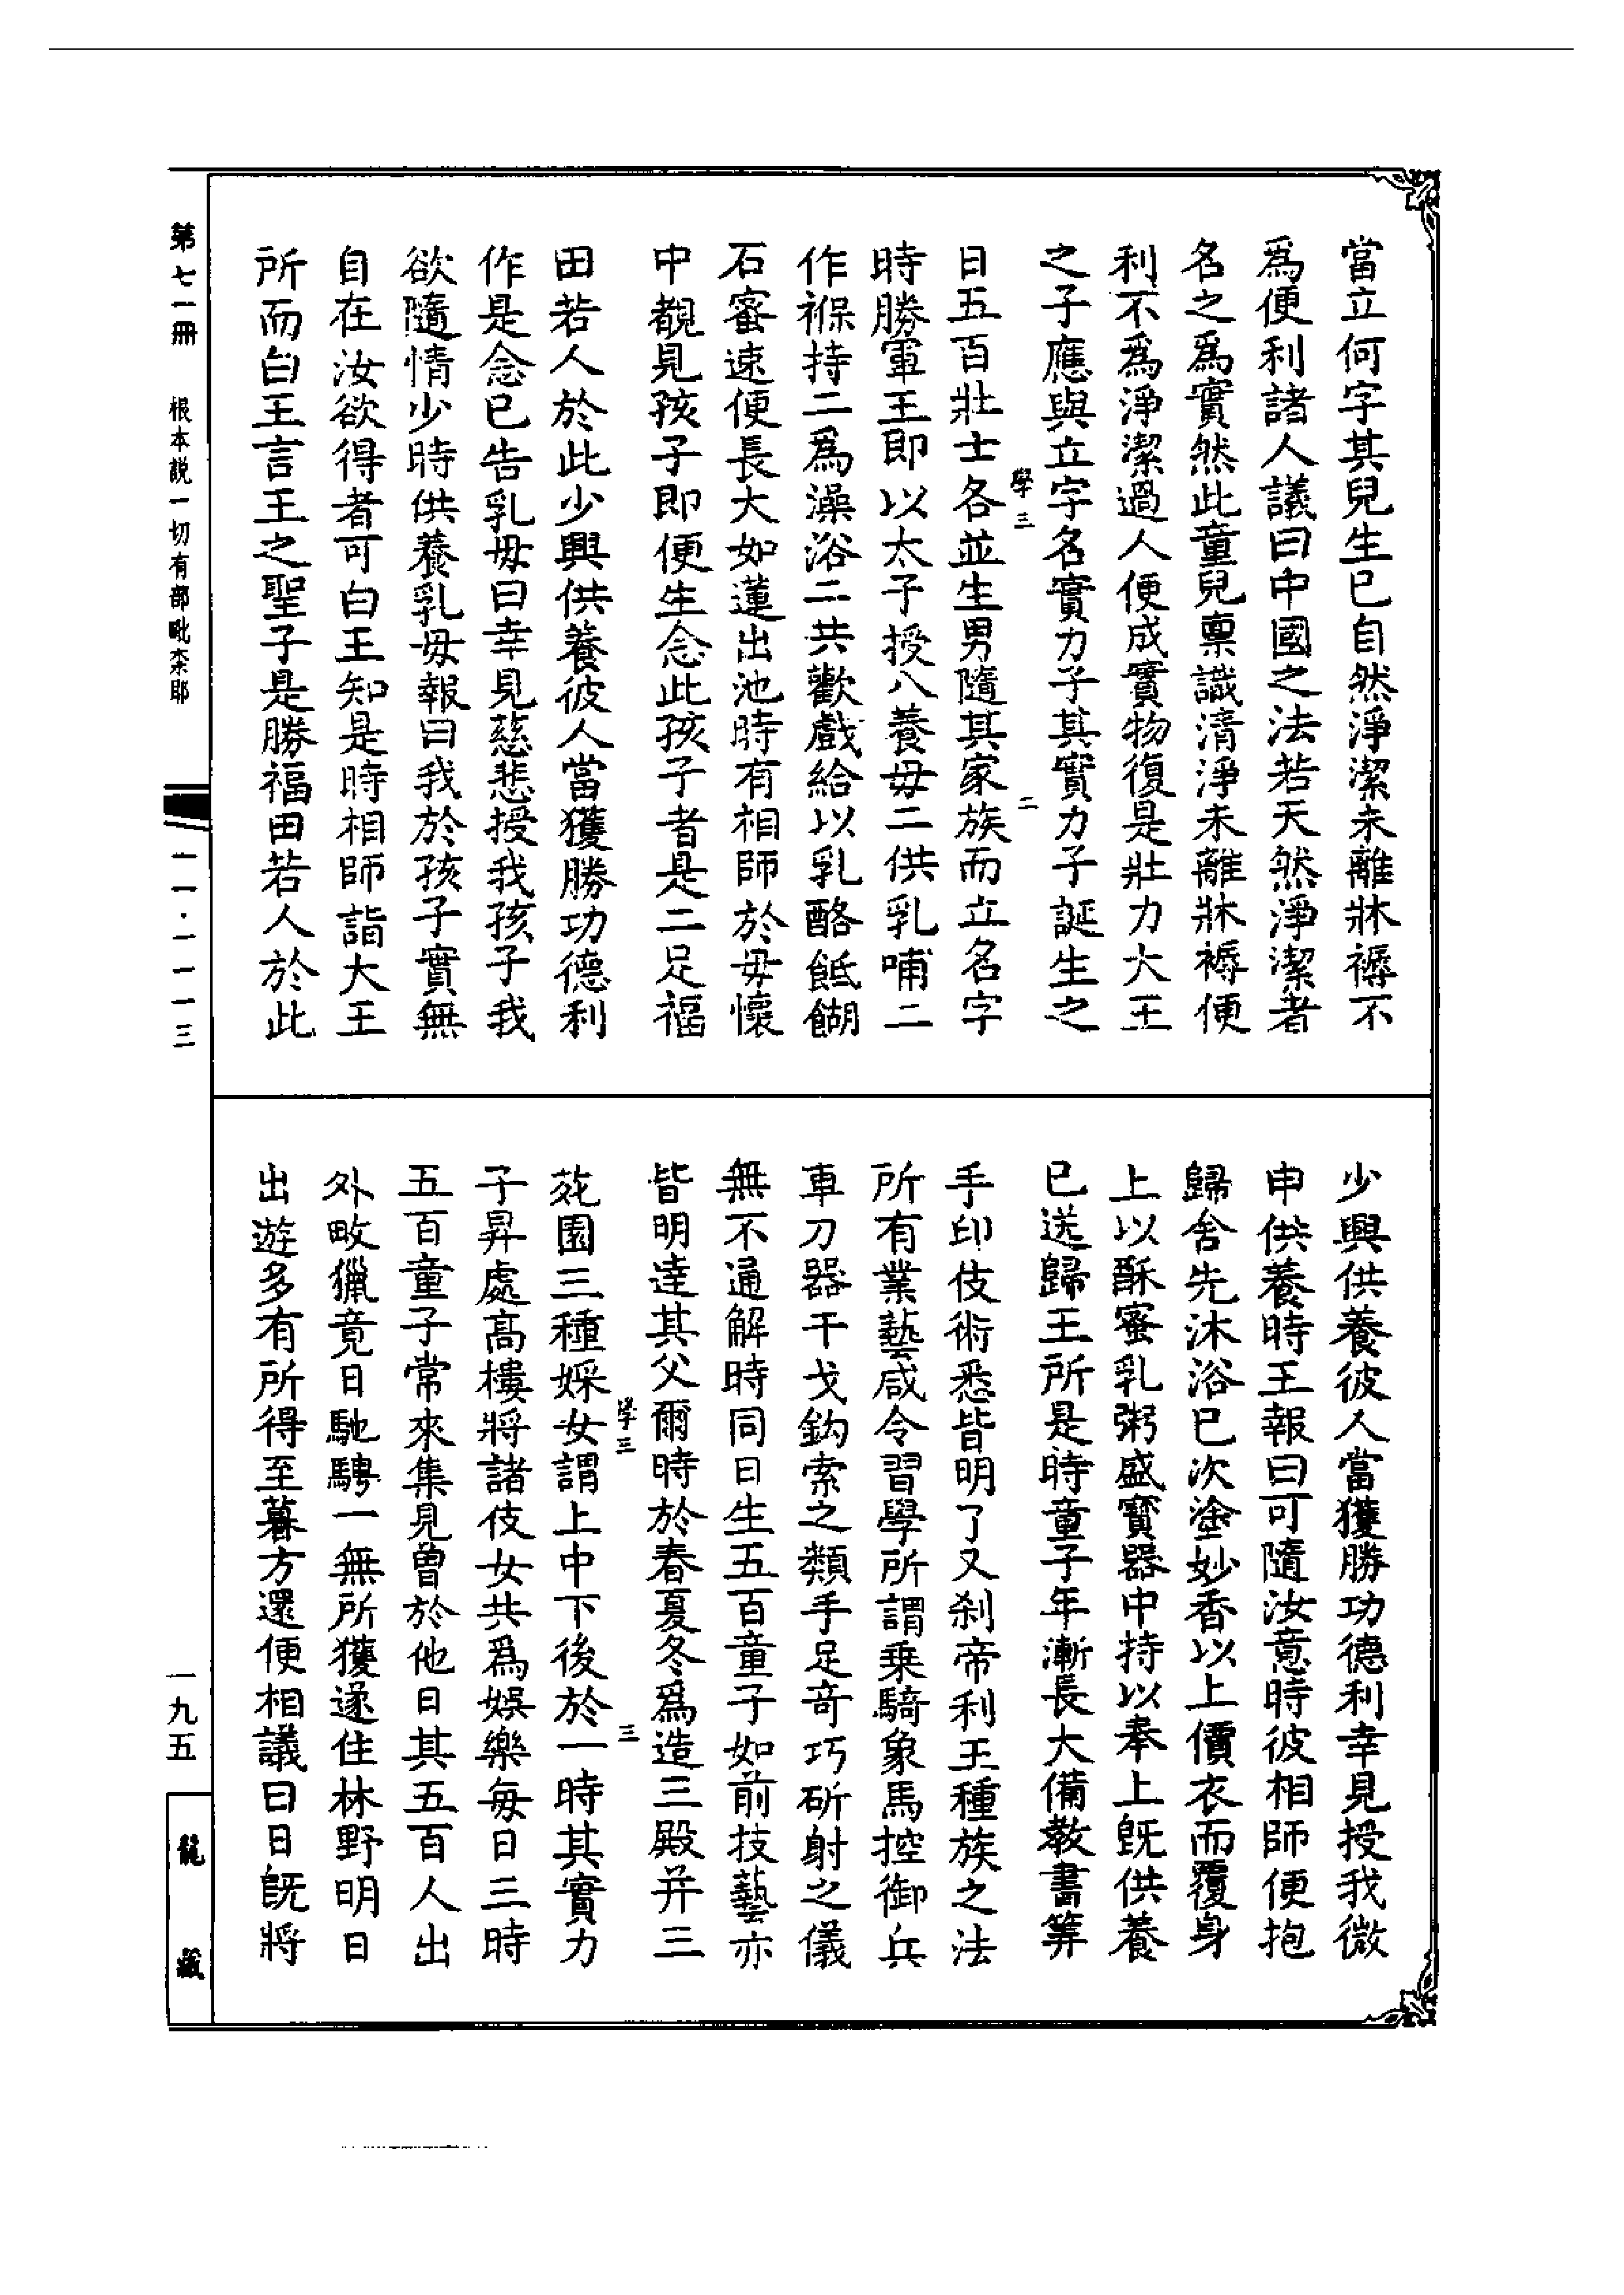 當立何字其兒生已自然淨潔未離牀褥不
為便利諸人議曰中國之法若天然淨潔者
名之爲實然此童兒稟識清淨未離牀褥便
利不爲淨潔過人便成實物復是壯力大王
之子應與立字名實力子其實力子誕生之
學三
二
日五百壯士各並生男隨其家族而立名字
時勝軍王即以太子授八養毋二供乳哺二
作褓持二爲澡浴二共歡戲給以乳酪餂餬
石蜜速便長大如蓮出池時有相師於毋懷
中覩見孩子即便生念此孩子者是二足福
田若人於此少興供養彼人當獲勝功德利
作是念已告乳毋曰幸見慈悲授我孩子我
欲隨情少時供養乳毋報曰我於孩子實無
自在汝欲得者可白王知是時相師詣大王
所而白王言王之聖子是勝福田若人於此
少興供養彼人當獲勝功德利幸見授我微
申供養時王報曰可隨汝意時彼相師便抱
歸舍先沐浴已次塗妙香以上價衣而覆身
上以酥蜜乳粥盛寶器中持以奉上既供養
已送歸王所是時童子年漸長大備教書筭
手印伎術悉皆明了又刹帝利王種族之法
所有業藝咸令習學所謂乗騎象馬控御兵
車刀器干戈鈎索之類手足奇巧斫射之儀
無不通解時同日生五百童子如前技藝亦
皆明達其父爾時於春夏冬爲造三殿并三
學三
三
苑園三種婇女謂上中下後於一時其實力
子昇處高樓將諸伎女共爲娛樂每日三時
五百童子常來集見曾於他日其五百人出
外畋獵竟日馳騁一無所獲遂住林野明日
出遊多有所得至暮方還便相議曰日旣將
第七一册
根本説一切有部毗柰耶
一一·一一一三
一九五
龍藏